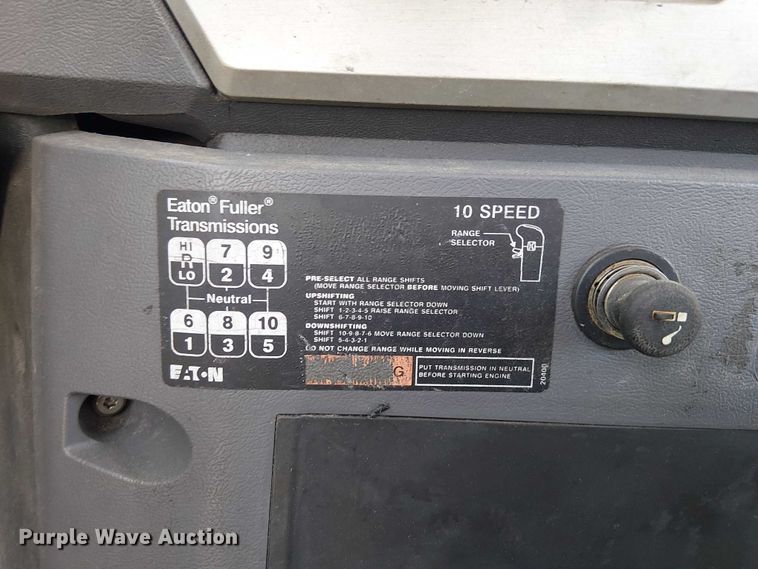 Eaton® Fuller®
Transmissions
10 SPEED
RANGE
SELECTOR
HI 7 9
R
LO 2 4
Neutral
6 8 10
1 3 5
EATON
PRE-SELECT ALL RANGE SHIFTS
(MOVE RANGE SELECTOR BEFORE MOVING SHIFT LEVER)
UPSHIFTING
START WITH RANGE SELECTOR DOWN
SHIFT 1-2-3-4-5 RAISE RANGE SELECTOR
SHIFT 6-7-8-9-10
DOWNSHIFTING
SHIFT 10-9-8-7-6 MOVE RANGE SELECTOR DOWN
SHIFT 5-4-3-2-1
DO NOT CHANGE RANGE WHILE MOVING IN REVERSE
G
PUT TRANSMISSION IN NEUTRAL
BEFORE STARTING ENGINE
20400
Purple Wave Auction